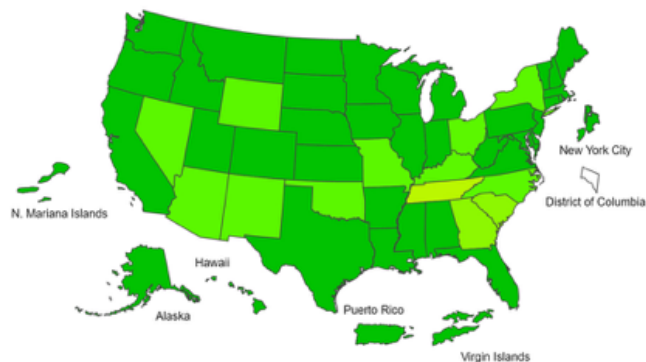 New York City
District of Columbia
N. Mariana Islands
Hawaii
Alaska
Puerto Rico
Virgin Islands